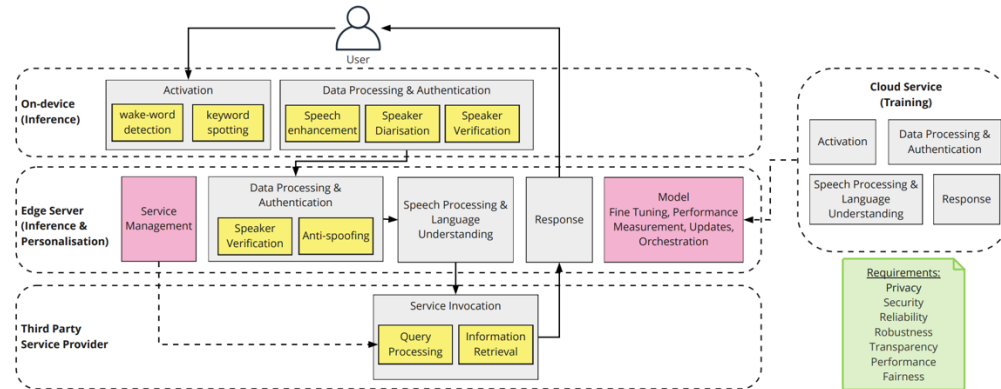 User
On-device
(Inference)
Activation
wake-word
detection
keyword
spotting
Data Processing & Authentication
Speech
enhancement
Speaker
Diarisation
Speaker
Verification
Edge Server
(Inference &
Personalisation)
Service
Management
Data Processing &
Authentication
Speaker
Verification
Anti-spoofing
Speech Processing &
Language
Understanding
Response
Model
Fine Tuning, Performance
Measurement, Updates,
Orchestration
Third Party
Service Provider
Service Invocation
Query
Processing
Information
Retrieval
Cloud Service
(Training)
Activation
Data Processing &
Authentication
Speech Processing &
Language
Understanding
Response
Requirements:
Privacy
Security
Reliability
Robustness
Transparency
Performance
Fairness